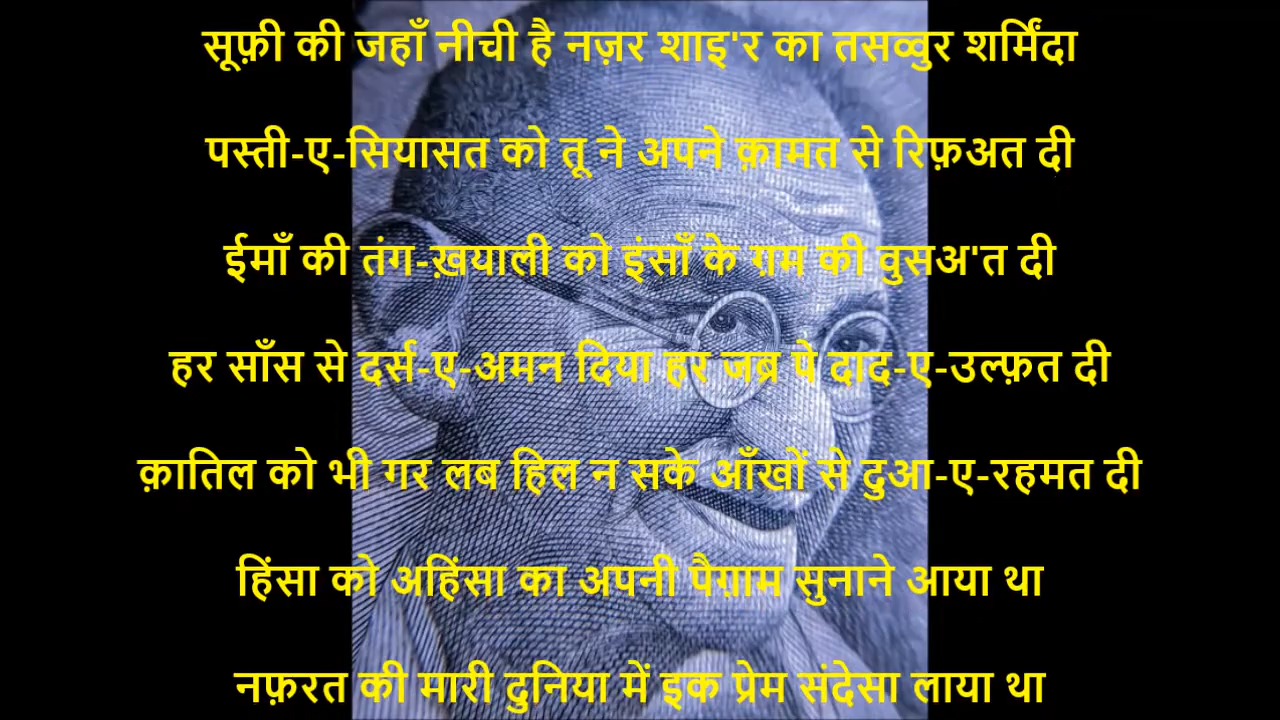 सूफ़ी की जहाँ नीची है नज़र शाइ'र का तसव्वुर शर्मिंदा
पस्ती-ए-सियासत को तू ने अपने क़ामत से रिफ़अत दी
ईमाँ की तंग-ख़याली को इंसाँ के ग़म की वुसअ'त दी
हर साँस से दर्स-ए-अमन दिया हर जब्र पे दाद-ए-उल्फ़त दी
क़ातिल को भी गर लब हिल न सके आँखों से दुआ-ए-रहमत दी
हिंसा को अहिंसा का अपनी पैग़ाम सुनाने आया था
नफ़रत की मारी दुनिया में इक प्रेम संदेसा लाया था